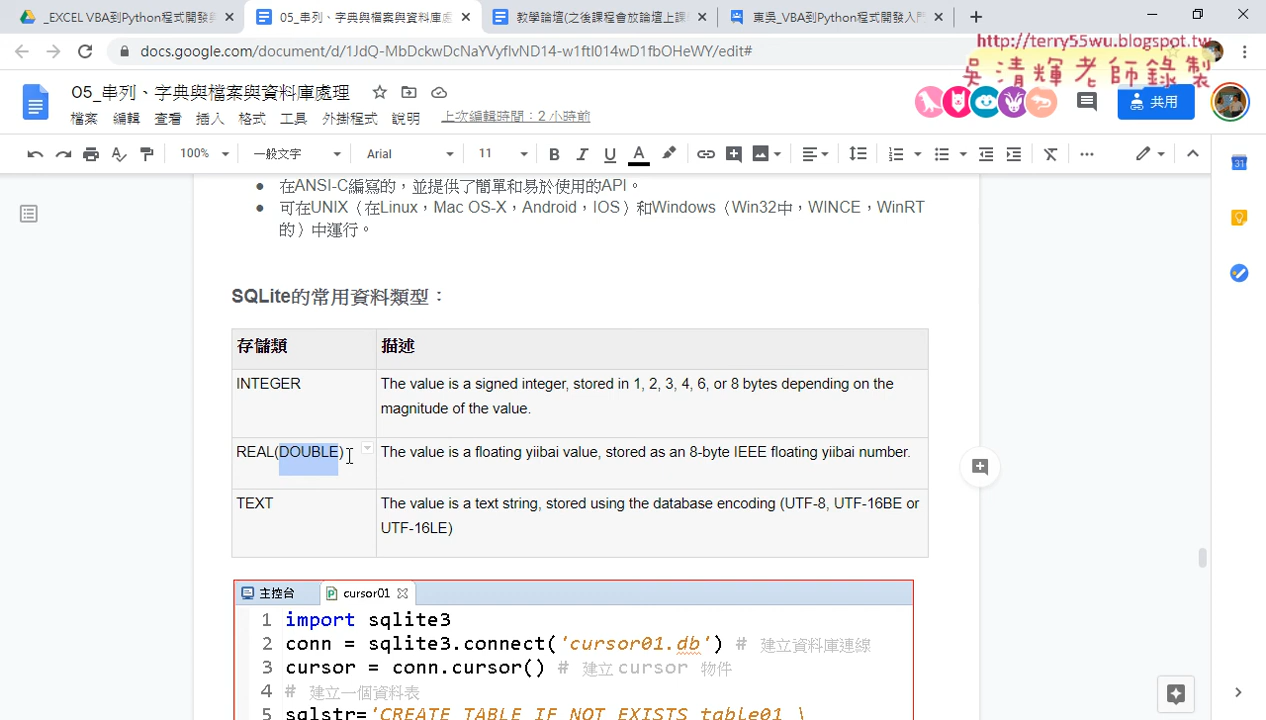 _EXCEL VBA到Python程式開發與
05_串列、字典與檔案與資料庫處
教學論壇(之後課程會放論壇上課
東吳_VBA到Python程式開發入門
docs.google.com/document/d/1JdQ-MbDckwDcNaYVyflvND14-w1ftI014wD1fbOHeWY/edit#
http://terry55wu.blogspot.tw
吳清輝老師錄製
05_串列、字典與檔案與資料庫處理
共用
檔案 編輯 查看 插入 格式 工具 外掛程式 說明 上次編輯時間：2 小時前
100% 一般文字 Arial 11 B I U A
31
在ANSI-C編寫的，並提供了簡單和易於使用的API。
可在UNIX（在Linux，Mac OS-X，Android，IOS）和Windows（Win32中，WINCE，WinRT
的）中運行。
SQLite的常用資料類型：
存儲類 描述
INTEGER The value is a signed integer, stored in 1, 2, 3, 4, 6, or 8 bytes depending on the
magnitude of the value.
REAL(DOUBLE) The value is a floating yiibai value, stored as an 8-byte IEEE floating yiibai number.
TEXT The value is a text string, stored using the database encoding (UTF-8, UTF-16BE or
UTF-16LE)
主控台 cursor01
1 import sqlite3
2 conn = sqlite3.connect('cursor01.db') # 建立資料庫連線
3 cursor = conn.cursor() # 建立 cursor 物件
4 # 建立一個資料表
5 sqlstr='CREATE TABLE IF NOT EXISTS table01 \